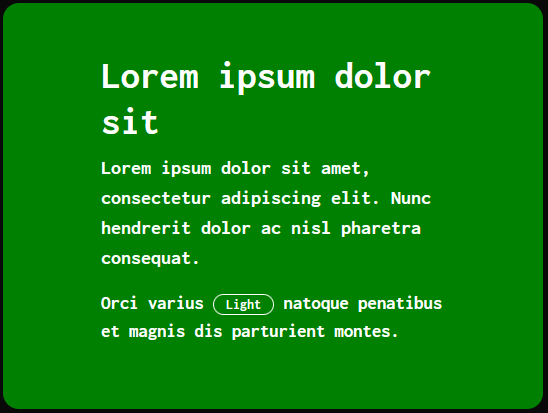 Lorem ipsum dolor
sit
Lorem ipsum dolor sit amet,
consectetur adipiscing elit. Nunc
hendrerit dolor ac nisl pharetra
consequat.
Orci varius Light natoque penatibus
et magnis dis parturient montes.